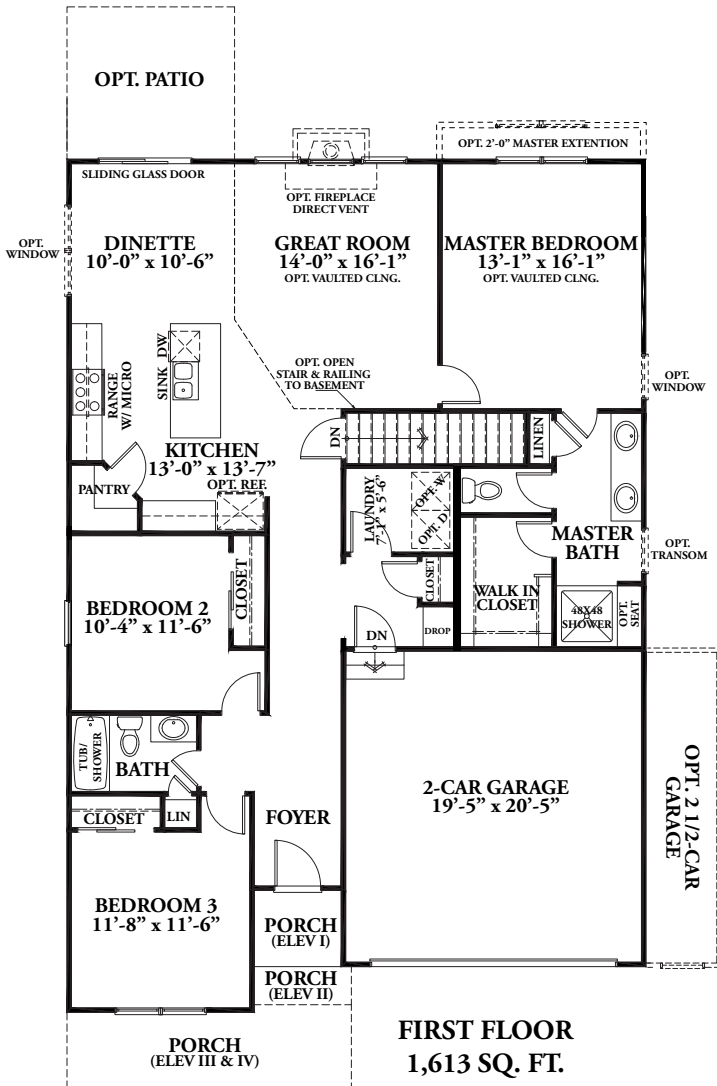 OPT. PATIO
OPT. 2'-0" MASTER EXTENTION
SLIDING GLASS DOOR
OPT. FIREPLACE
DIRECT VENT
OPT.
WINDOW
DINETTE
10'-0" x 10'-6"
GREAT ROOM
14'-0" x 16'-1"
OPT. VAULTED CLNG.
MASTER BEDROOM
13'-1" x 16'-1"
OPT. VAULTED CLNG.
RANGE
W/ MICRO
SINK DW
OPT. OPEN
STAIR & RAILING
TO BASEMENT
OPT.
WINDOW
DN
LINEN
KITCHEN
13'-0" x 13'-7"
OPT. REF.
PANTRY
LAUNDRY
7'-1" x 5'-6"
OPT. W.
OPT. D.
MASTER
BATH
OPT.
TRANSOM
CLOSET
CLOSET
WALK IN
CLOSET
48X48
SHOWER
OPT.
SEAT
BEDROOM 2
10'-4" x 11'-6"
DROP
DN
TUB/
SHOWER
BATH
2-CAR GARAGE
19'-5" x 20'-5"
OPT. 2 1/2-CAR
GARAGE
CLOSET
LIN
FOYER
BEDROOM 3
11'-8" x 11'-6"
PORCH
(ELEV I)
PORCH
(ELEV II)
PORCH
(ELEV III & IV)
FIRST FLOOR
1,613 SQ. FT.